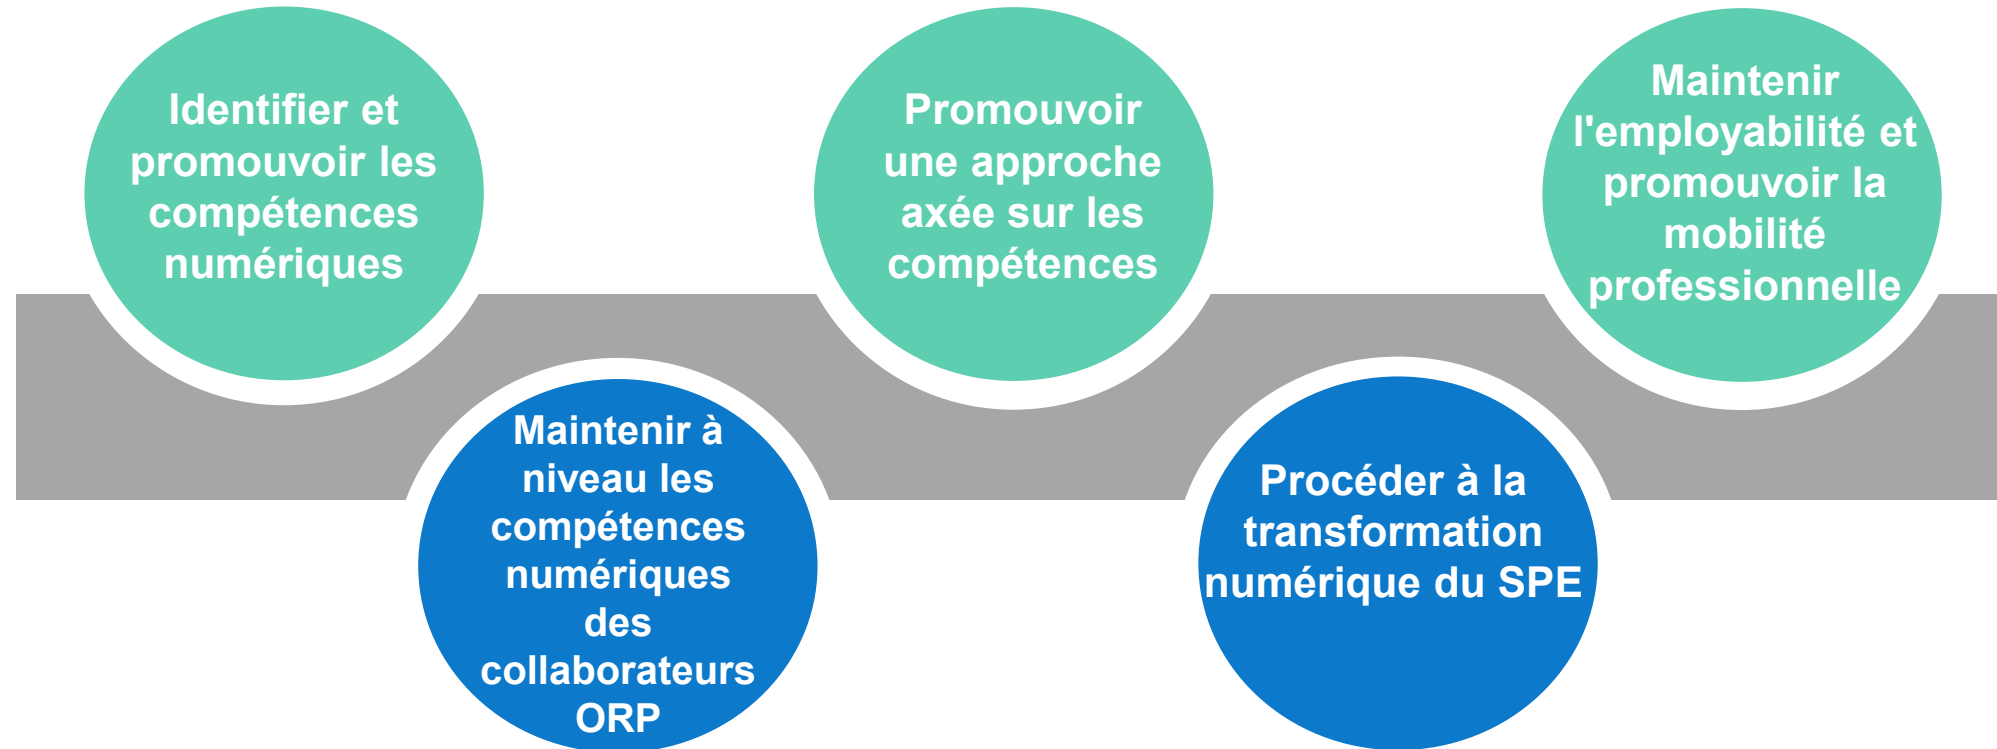 Identifier et
promouvoir les
compétences
numériques
Promouvoir
une approche
axée sur les
compétences
Maintenir
l'employabilité et
promouvoir la
mobilité
professionnelle
Maintenir à
niveau les
compétences
numériques
des
collaborateurs
ORP
Procéder à la
transformation
numérique du SPE